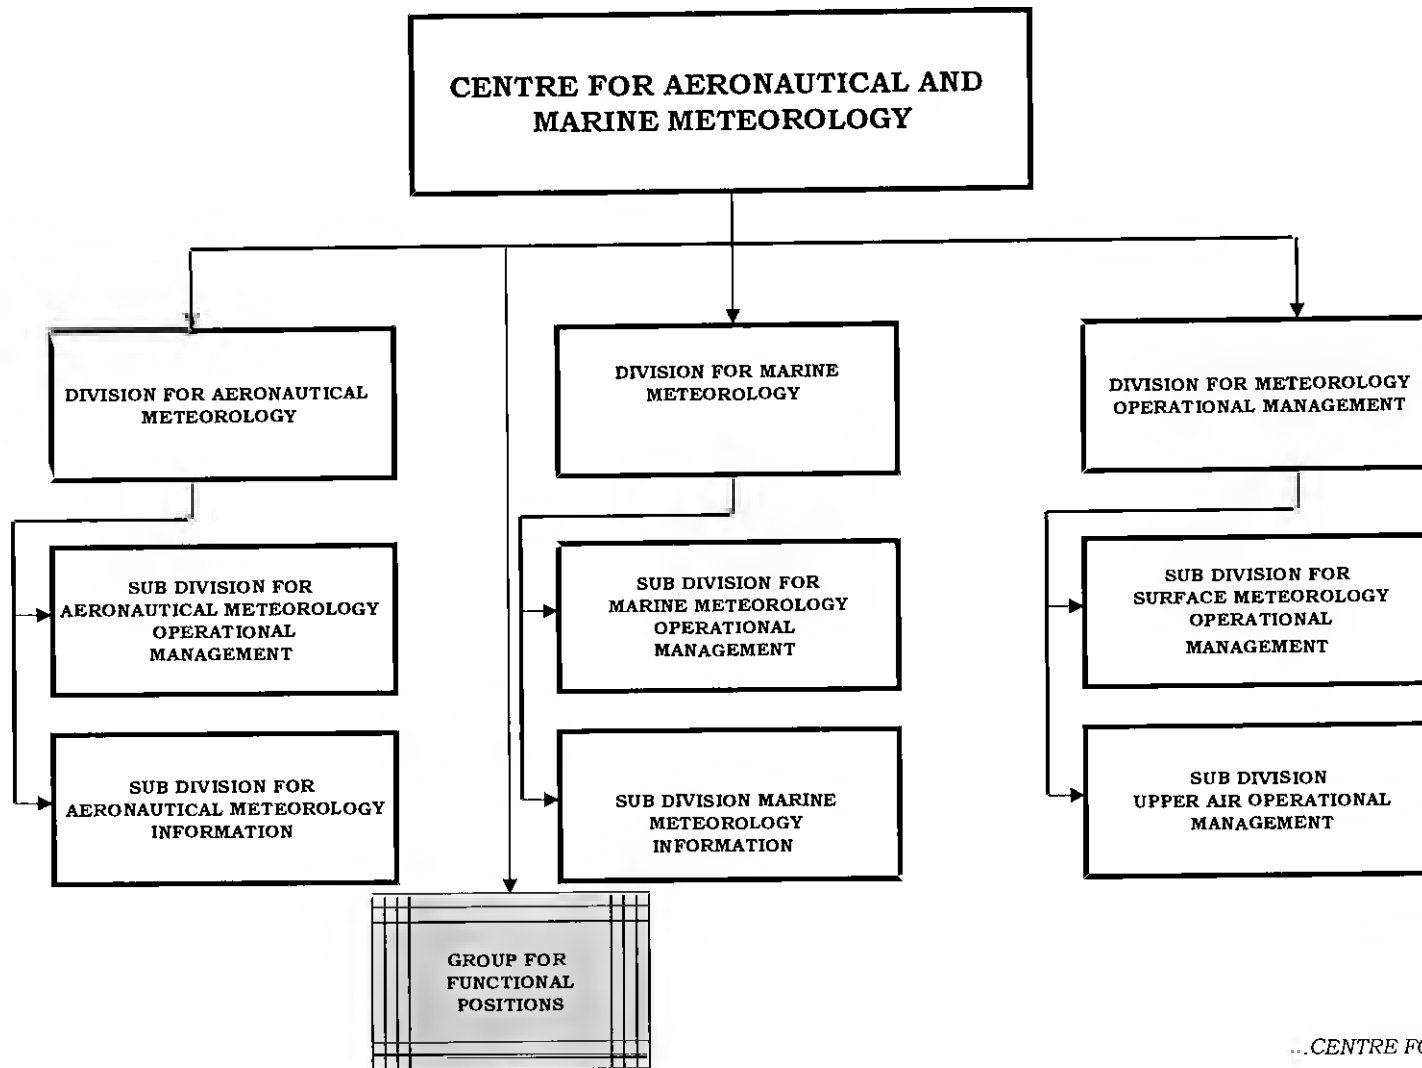 CENTRE FOR AERONAUTICAL AND
MARINE METEOROLOGY
DIVISION FOR AERONAUTICAL
METEOROLOGY
DIVISION FOR MARINE
METEOROLOGY
DIVISION FOR METEOROLOGY
OPERATIONAL MANAGEMENT
SUB DIVISION FOR
AERONAUTICAL METEOROLOGY
OPERATIONAL
MANAGEMENT
SUB DIVISION FOR
MARINE METEOROLOGY
OPERATIONAL
MANAGEMENT
SUB DIVISION FOR
SURFACE METEOROLOGY
OPERATIONAL
MANAGEMENT
SUB DIVISION FOR
AERONAUTICAL METEOROLOGY
INFORMATION
SUB DIVISION MARINE
METEOROLOGY
INFORMATION
SUB DIVISION
UPPER AIR OPERATIONAL
MANAGEMENT
GROUP FOR
FUNCTIONAL
POSITIONS
...CENTRE